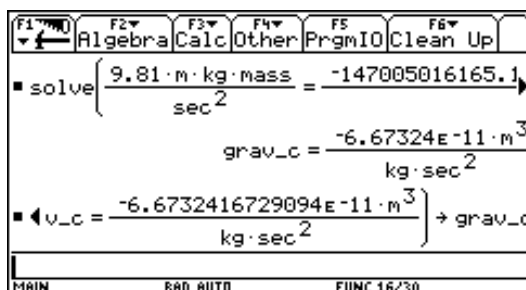 F1 F2 Algebra F3 Calc F4 Other F5 PrgmIO F6 Clean Up
▪ solve( 9.81·m·kg·mass / sec² = -147005016165.1▶
grav_c = -6.67324ᴇ-11·m³ / kg·sec²
▪ ◀v_c = -6.6732416729094ᴇ-11·m³ / kg·sec² ) → grav_c
MAIN RAD AUTO FUNC 16/30